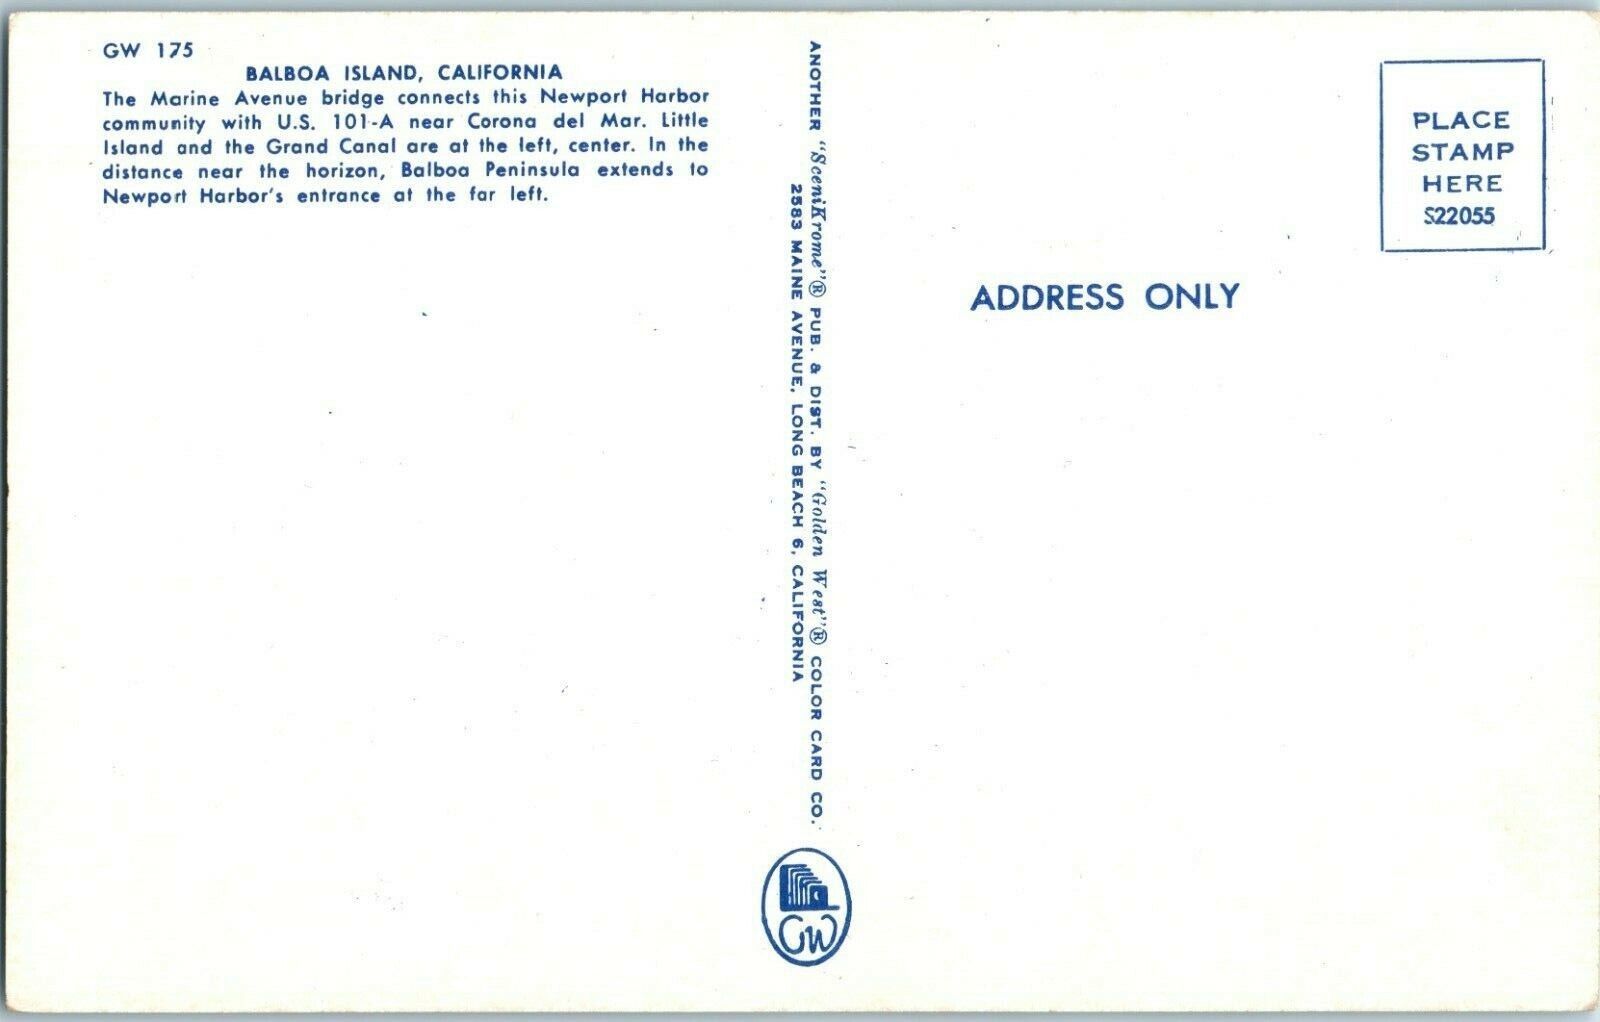 GW 175
BALBOA ISLAND, CALIFORNIA
The Marine Avenue bridge connects this Newport Harbor
community with U.S. 101-A near Corona del Mar. Little
Island and the Grand Canal are at the left, center. In the
distance near the horizon, Balboa Peninsula extends to
Newport Harbor's entrance at the far left.
ANOTHER "SceniKrome"® PUB. & DIST. BY "Golden West"® COLOR CARD CO.
2583 MAINE AVENUE, LONG BEACH 6, CALIFORNIA
GW
PLACE
STAMP
HERE
S22055
ADDRESS ONLY